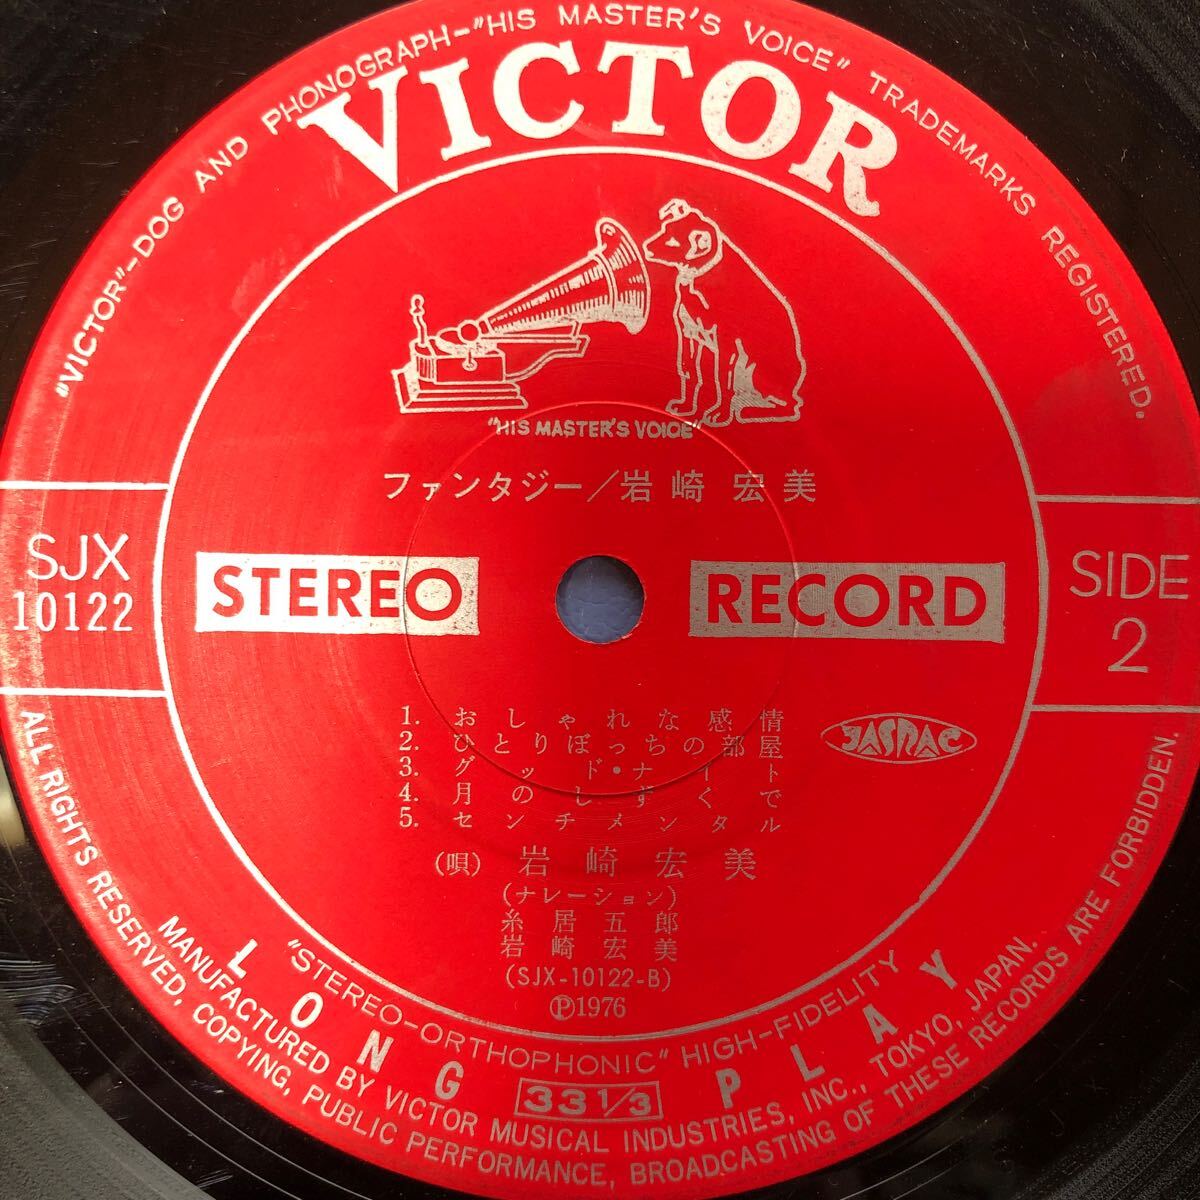 "VICTOR"-DOG AND PHONOGRAPH-"HIS MASTER'S VOICE" TRADEMARKS REGISTERED.
VICTOR
"HIS MASTER'S VOICE"
ファンタジー/岩崎宏美
SJX
10122
STEREO RECORD
SIDE
2
1. おしゃれな感情
2. ひとりぼっちの部屋
3. グッド・ナイト
4. 月のしずくで
5. センチメンタル
JASRAC
(唄) 岩崎宏美
(ナレーション)
糸居五郎
岩崎宏美
(SJX-10122-B)
Ⓟ1976
"STEREO-ORTHOPHONIC" HIGH-FIDELITY
LONG 33 1/3 PLAY
MANUFACTURED BY VICTOR MUSICAL INDUSTRIES, INC., TOKYO, JAPAN.
ALL RIGHTS RESERVED, COPYING, PUBLIC PERFORMANCE, BROADCASTING OF THESE RECORDS ARE FORBIDDEN.